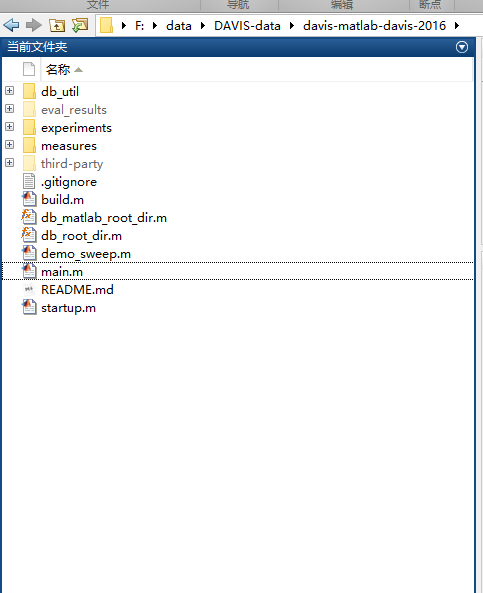 文件 导航 编辑 断点
F: data DAVIS-data davis-matlab-davis-2016
当前文件夹
名称
db_util
eval_results
experiments
measures
third-party
.gitignore
build.m
db_matlab_root_dir.m
db_root_dir.m
demo_sweep.m
main.m
README.md
startup.m